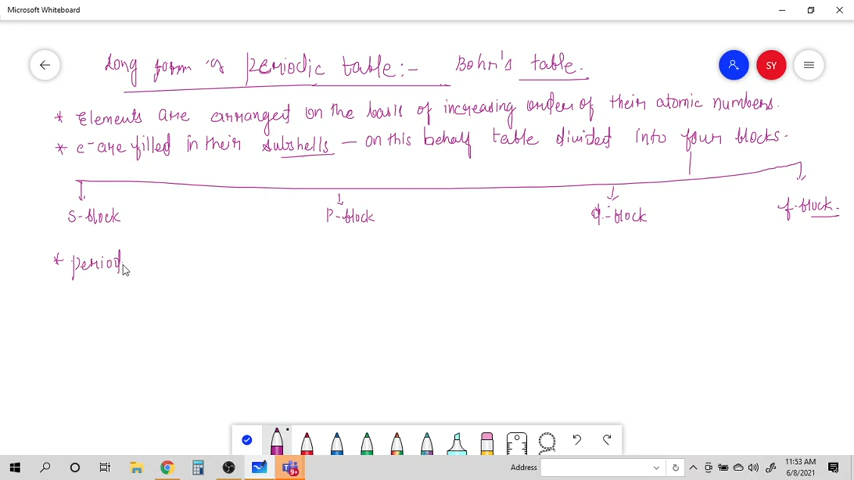 Microsoft Whiteboard
Long form of Periodic table:- Bohr's table.
SY
* Elements are arranged on the basis of increasing order of their atomic numbers.
* e- are filled in their subshells - on this behalf table divided into four blocks.
S-block P-block d-block f-block.
* period
Address
11:53 AM
6/8/2021